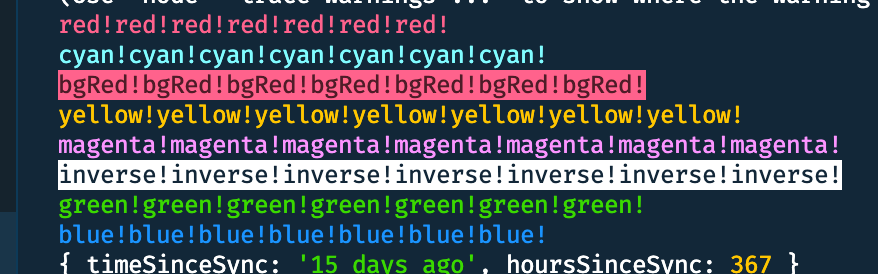 (Use `node --trace-warnings ...` to show where the warning
red!red!red!red!red!red!red!
cyan!cyan!cyan!cyan!cyan!cyan!cyan!
bgRed!bgRed!bgRed!bgRed!bgRed!bgRed!bgRed!
yellow!yellow!yellow!yellow!yellow!yellow!yellow!
magenta!magenta!magenta!magenta!magenta!magenta!magenta!
inverse!inverse!inverse!inverse!inverse!inverse!inverse!
green!green!green!green!green!green!green!
blue!blue!blue!blue!blue!blue!blue!
{ timeSinceSync: '15 days ago', hoursSinceSync: 367 }